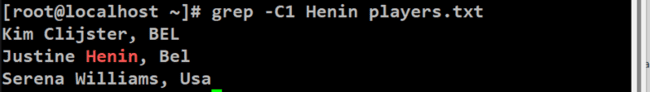 [root@localhost ~]# grep -C1 Henin players.txt
Kim Clijster, BEL
Justine Henin, Bel
Serena Williams, Usa